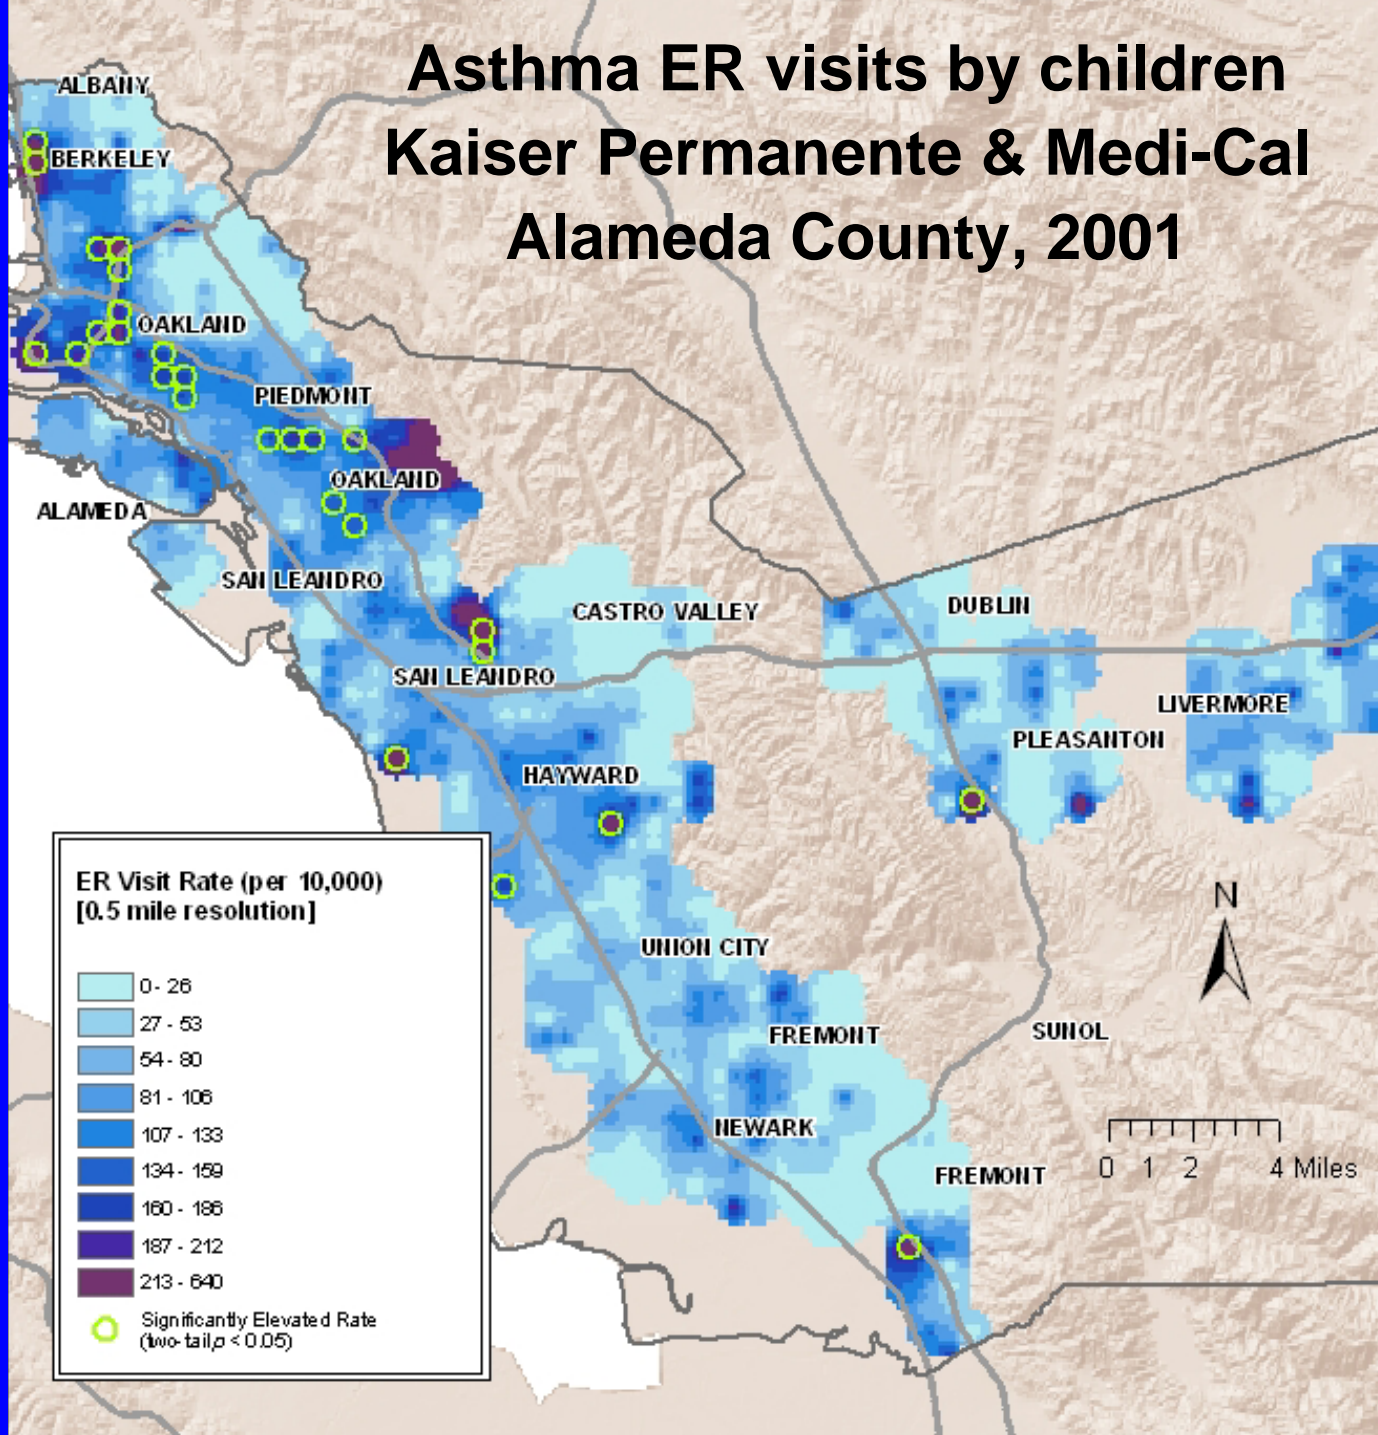 Asthma ER visits by children
Kaiser Permanente & Medi-Cal
Alameda County, 2001
ALBANY
BERKELEY
OAKLAND
PIEDMONT
OAKLAND
ALAMEDA
SAN LEANDRO
CASTRO VALLEY
DUBLIN
SAN LEANDRO
LIVERMORE
PLEASANTON
HAYWARD
UNION CITY
FREMONT
SUNOL
NEWARK
FREMONT
N
0 1 2 4 Miles
ER Visit Rate (per 10,000)
[0.5 mile resolution]
0 - 26
27 - 53
54 - 80
81 - 106
107 - 133
134 - 159
160 - 186
187 - 212
213 - 640
Significantly Elevated Rate
(two-tail p < 0.05)